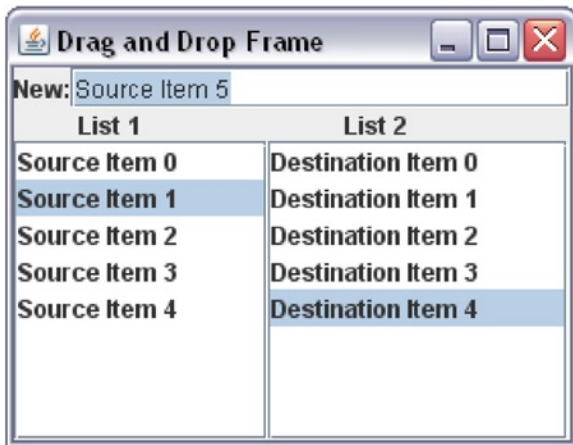 Drag and Drop Frame
New: Source Item 5
List 1 List 2
Source Item 0 Destination Item 0
Source Item 1 Destination Item 1
Source Item 2 Destination Item 2
Source Item 3 Destination Item 3
Source Item 4 Destination Item 4